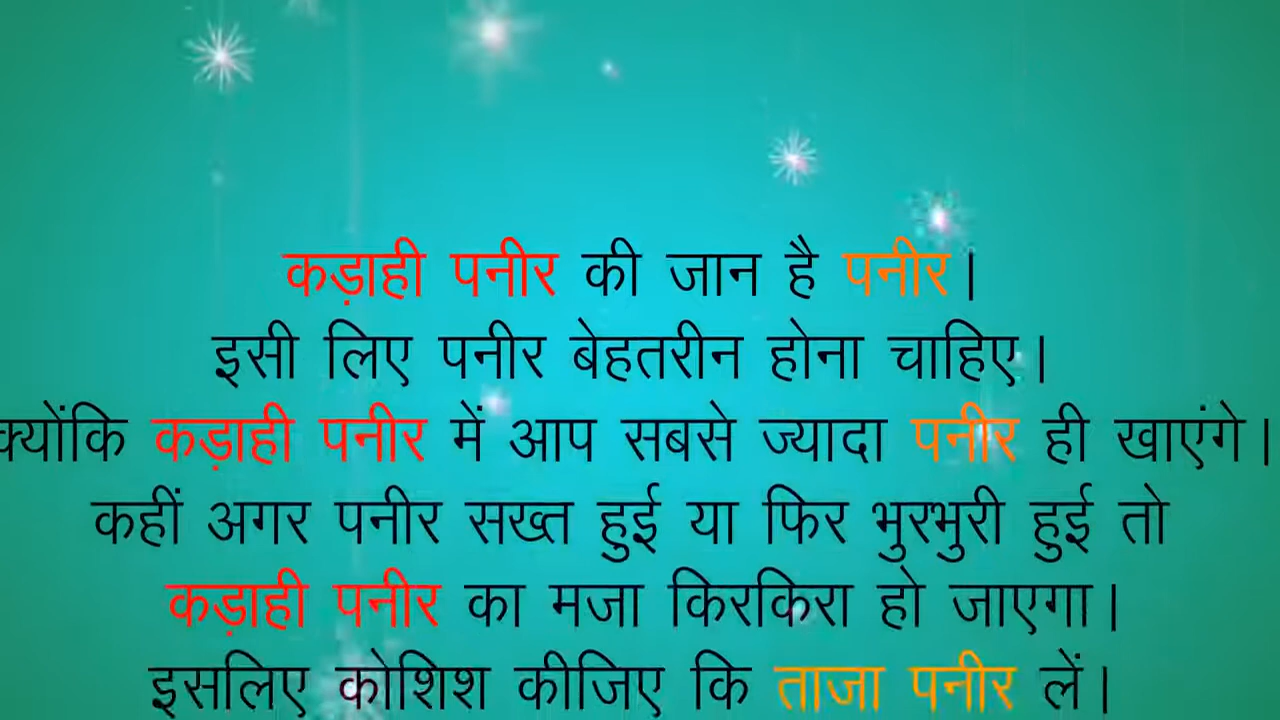 कड़ाही पनीर की जान है पनीर।
इसी लिए पनीर बेहतरीन होना चाहिए।
क्योंकि कड़ाही पनीर में आप सबसे ज्यादा पनीर ही खाएंगे।
कहीं अगर पनीर सख्त हुई या फिर भुरभुरी हुई तो
कड़ाही पनीर का मजा किरकिरा हो जाएगा।
इसलिए कोशिश कीजिए कि ताजा पनीर लें।